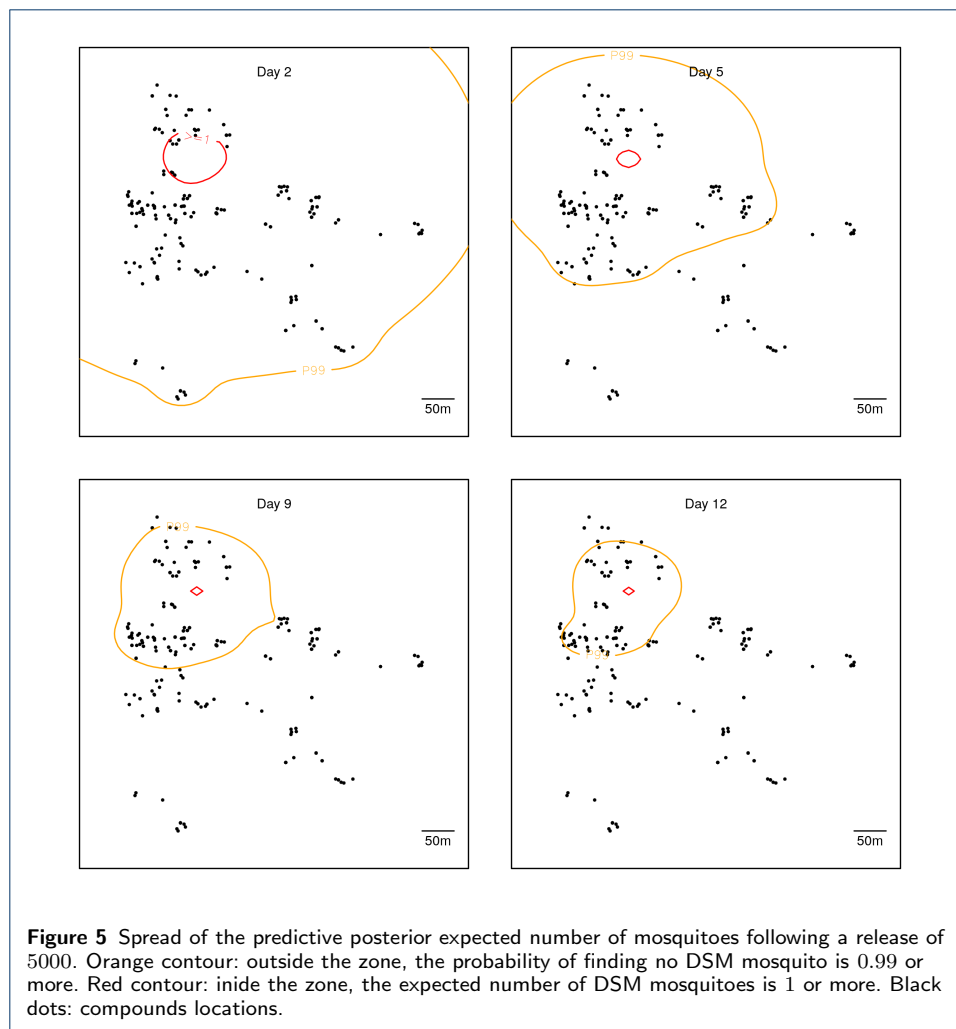 Day 2
>=1
P99
50m
P99
Day 5
50m
Day 9
P99
50m
Day 12
P99
50m
Figure 5 Spread of the predictive posterior expected number of mosquitoes following a release of
5000. Orange contour: outside the zone, the probability of finding no DSM mosquito is 0.99 or
more. Red contour: inide the zone, the expected number of DSM mosquitoes is 1 or more. Black
dots: compounds locations.